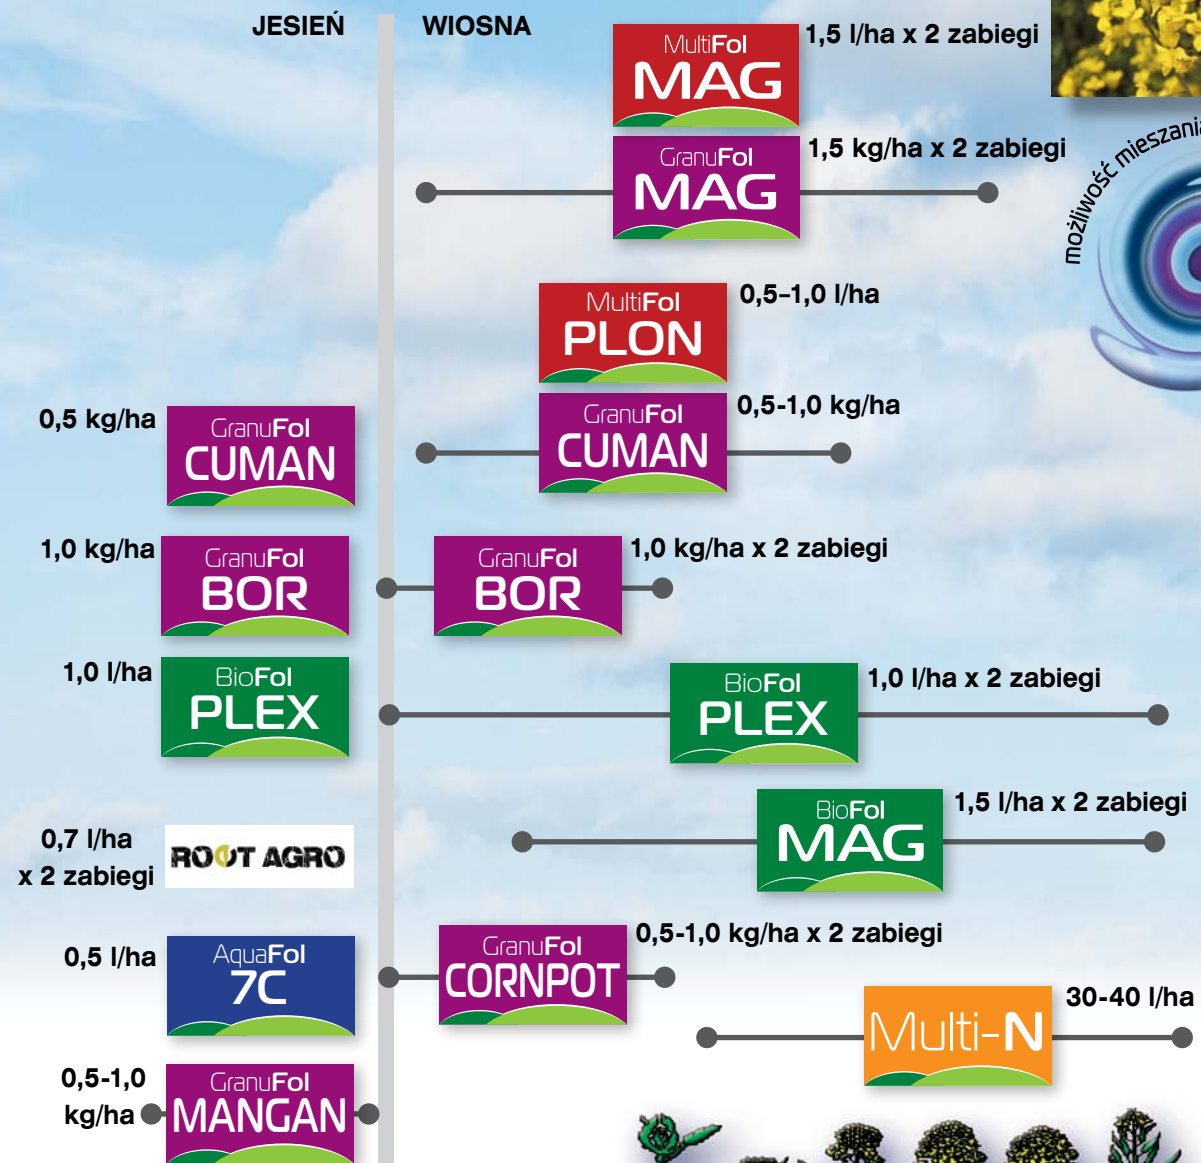 JESIEŃ
WIOSNA
MultiFol
MAG
1,5 l/ha x 2 zabiegi
GranuFol
MAG
1,5 kg/ha x 2 zabiegi
możliwość
MultiFol
PLON
0,5–1,0 l/ha
0,5 kg/ha
GranuFol
CUMAN
GranuFol
CUMAN
0,5-1,0 kg/ha
1,0 kg/ha
GranuFol
BOR
GranuFol
BOR
1,0 kg/ha x 2 zabiegi
1,0 l/ha
BioFol
PLEX
BioFol
PLEX
1,0 l/ha x 2 zabiegi
BioFol
MAG
1,5 l/ha x 2 zabiegi
0,7 l/ha
x 2 zabiegi
ROOT AGRO
0,5 l/ha
AquaFol
7C
GranuFol
CORNPOT
0,5-1,0 kg/ha x 2 zabiegi
Multi-N
30-40 l/ha
0,5-1,0
kg/ha
GranuFol
MANGAN